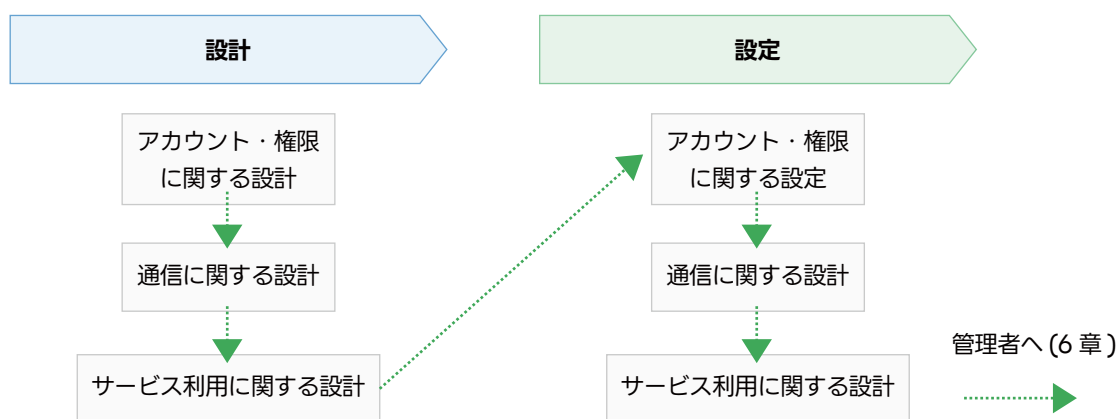 設計
アカウント・権限
に関する設計
通信に関する設計
サービス利用に関する設計
設定
アカウント・権限
に関する設定
通信に関する設計
サービス利用に関する設計
管理者へ (6 章 )